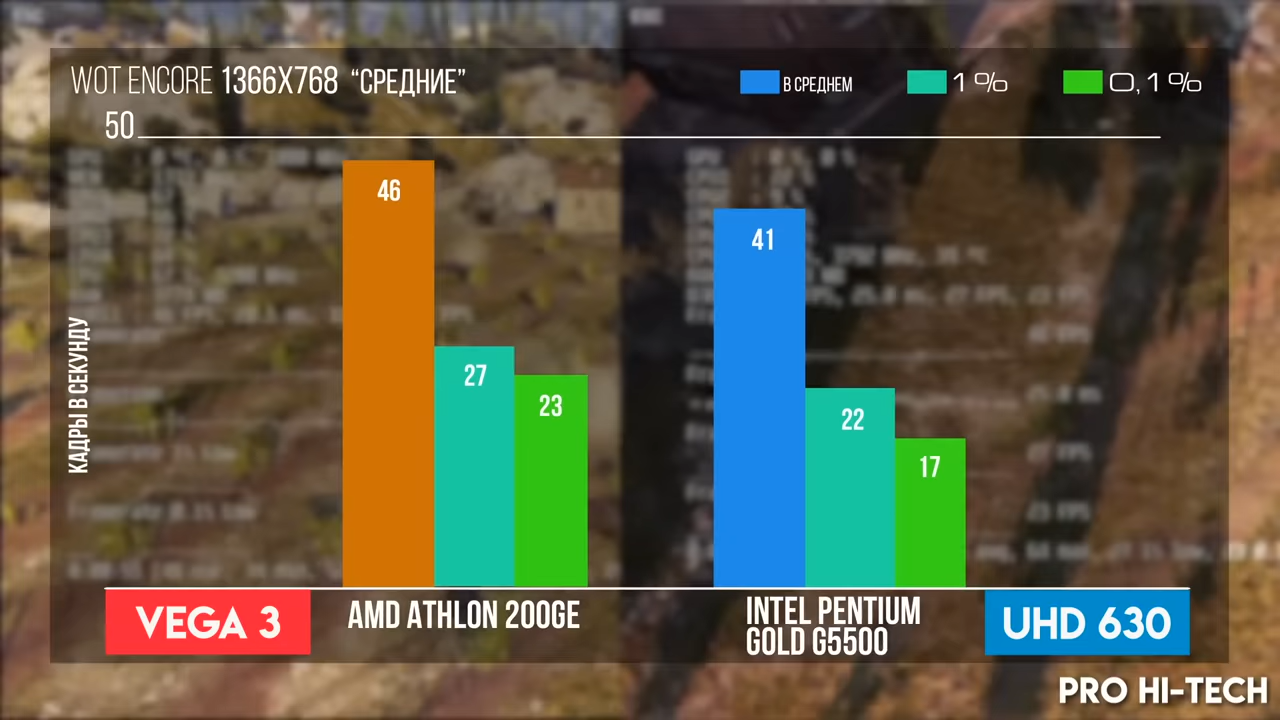 WOT ENCORE 1366X768 “СРЕДНИЕ”
В СРЕДНЕМ
1%
0,1%
50
КАДРЫ В СЕКУНДУ
46
27
23
41
22
17
VEGA 3
AMD ATHLON 200GE
INTEL PENTIUM
GOLD G5500
UHD 630
PRO HI-TECH